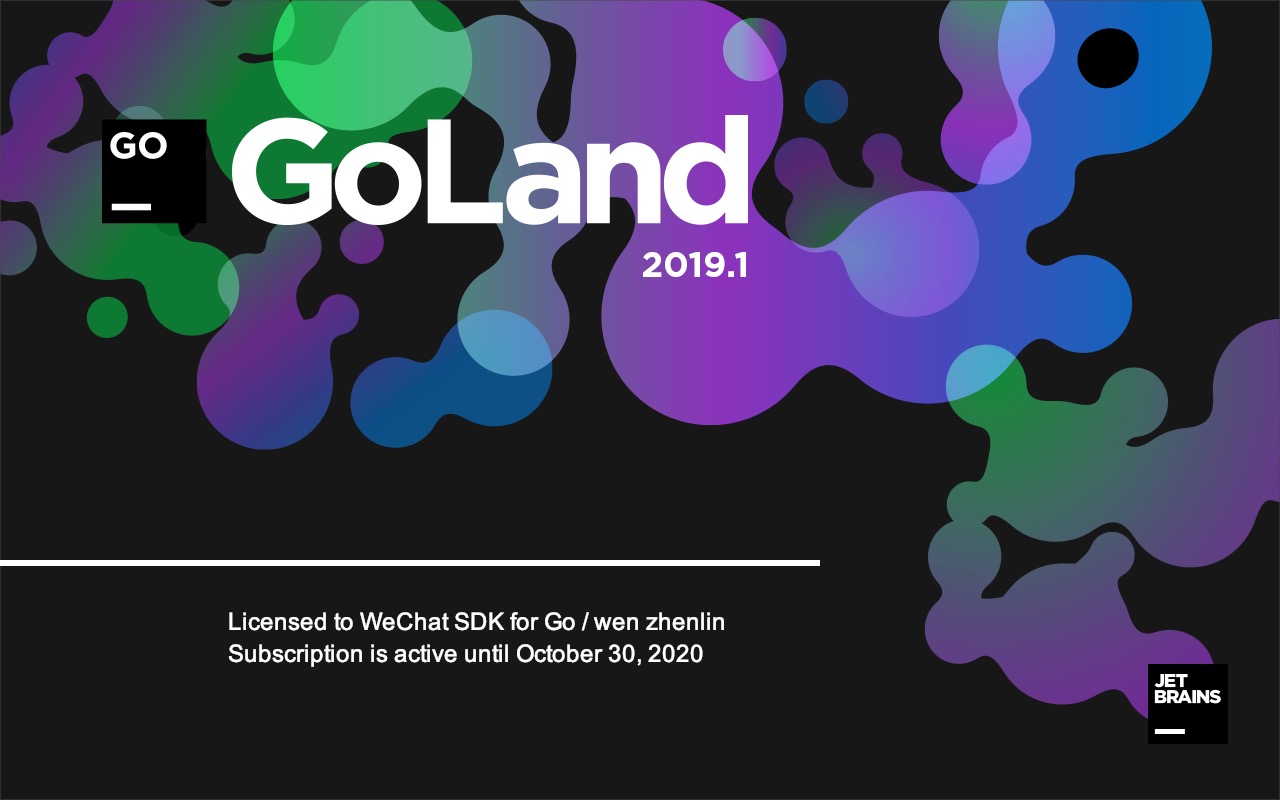 GO
GoLand
2019.1
Licensed to WeChat SDK for Go / wen zhenlin
Subscription is active until October 30, 2020
JET
BRAINS